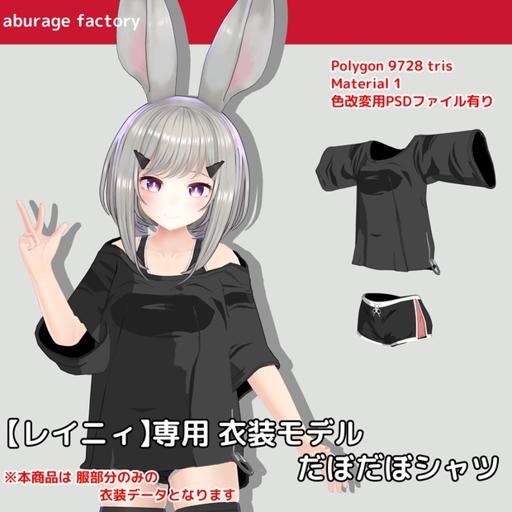 aburage factory
Polygon 9728 tris
Material 1
色改変用PSDファイル有り
【レイニィ】専用 衣装モデル
だぼだぼシャツ
※本商品は 服部分のみの
衣装データとなります